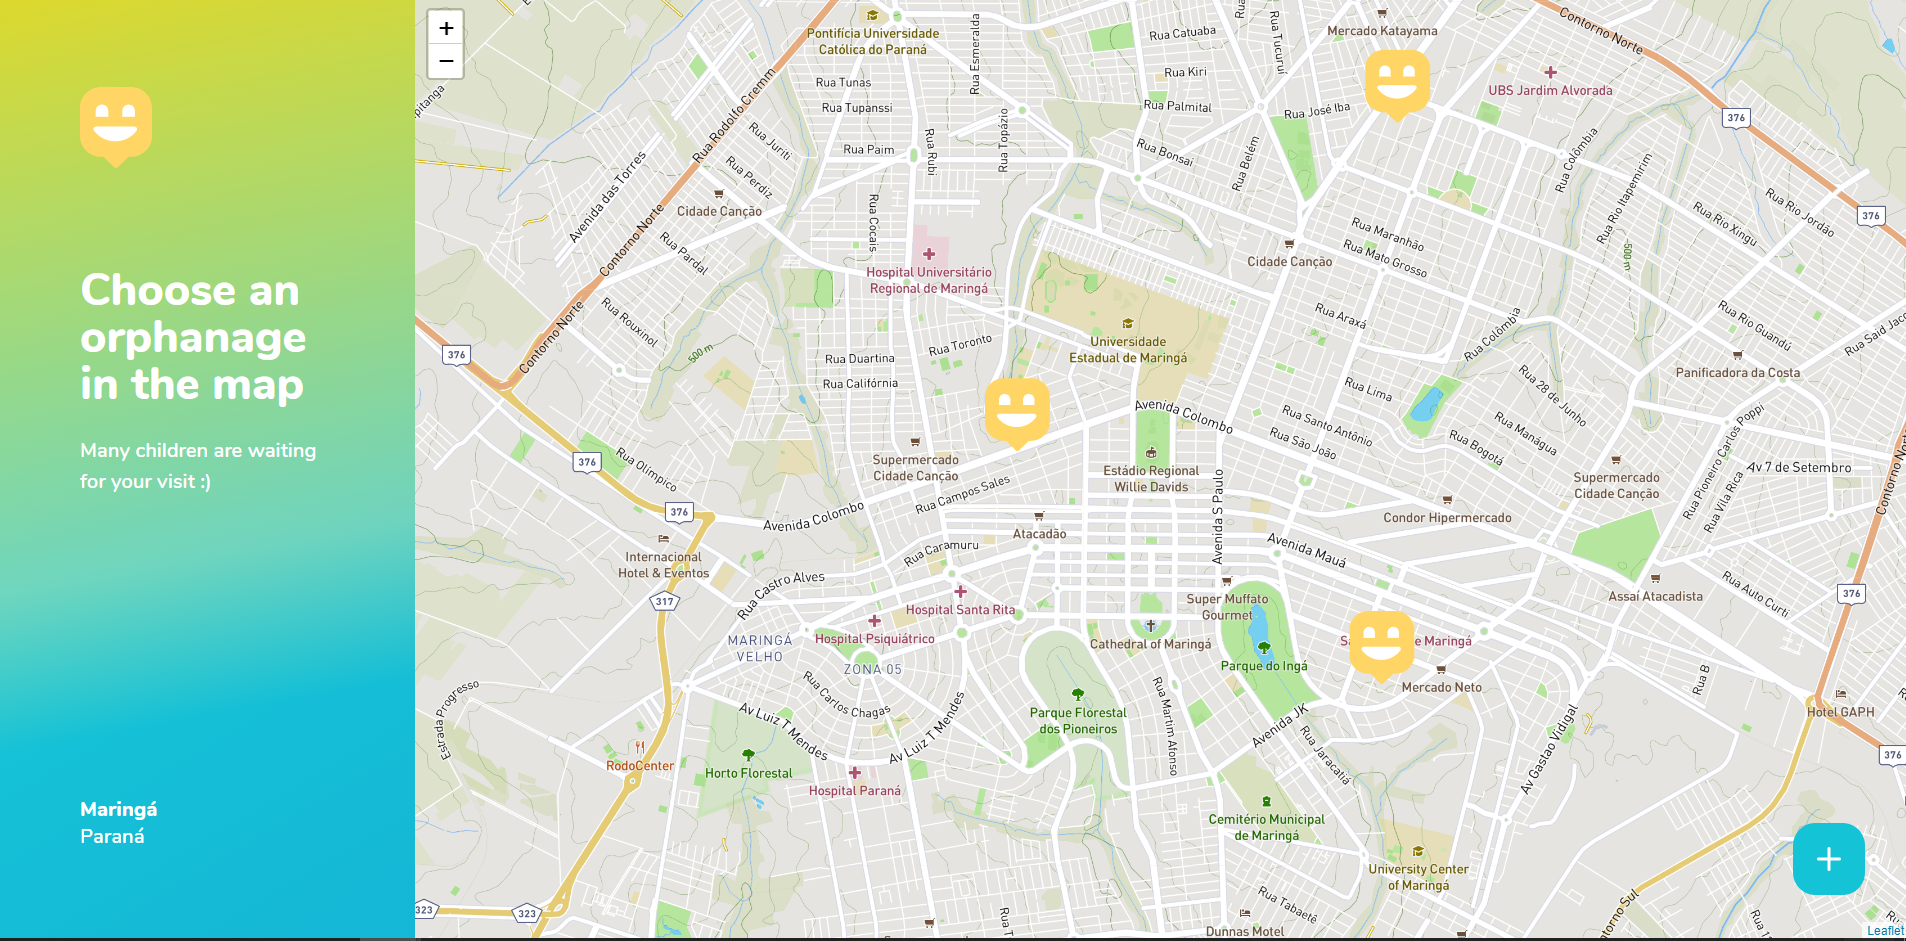 Choose an
orphanage
in the map
Many children are waiting
for your visit :)
Maringá
Paraná
+
−
Pontifícia Universidade
Católica do Paraná
Rua Esmeralda
Rua Catuaba
Rua Tucuruí
Mercado Katayama
Contorno Norte
UBS Jardim Alvorada
Rua Tunas
Rua Tupanssi
Rua Kiri
Rua Palmital
Rua José Iba
376
Rua Rodolfo Cremm
Rua Juriti
Rua Paim
Rua Rubi
Rua Topázio
Rua Bonsai
Rua Belém
Rua Colômbia
Rua Rio Itapemirim
Avenida das Torres
Rua Perdiz
Cidade Canção
Rua Cocais
Rua Rio Jordão
Rua Rio Xingu
376
Contorno Norte
Rua Pardal
Hospital Universitário
Regional de Maringá
Cidade Canção
Rua Maranhão
Rua Mato Grosso
500 m
Rua Rouxinol
Contorno Norte
Rua Araxá
Rua Colômbia
Rua Rio Guandú
Rua Said Jaco
376
500 m
Rua Duartina
Rua Toronto
Rua Califórnia
Universidade
Estadual de Maringá
Panificadora da Costa
Rua Lima
Rua 28 de Junho
Avenida Colombo
Rua Santo Antônio
Rua São João
Rua Manágua
Rua Bogotá
Rua Pioneiro Carlos Poppi
Rua Vila Rica
Av 7 de Setembro
Contorno Nort
376
Rua Olímpico
Supermercado
Cidade Canção
Estádio Regional
Willie Davids
Supermercado
Cidade Canção
376
Avenida Colombo
Rua Campos Sales
Avenida S Paulo
Condor Hipermercado
Atacadão
Internacional
Hotel & Eventos
Rua Caramuru
Avenida Mauá
Rua Castro Alves
317
Hospital Santa Rita
Super Muffato
Gourmet
Assaí Atacadista
Rua Auto Curti
376
MARINGÁ
VELHO
Hospital Psiquiátrico
Cathedral of Maringá
e Maringá
ZONA 05
Parque do Ingá
Mercado Neto
Rua B
Estrada Progresso
Rua Carlos Chagas
Av Luiz T Mendes
Av Luiz T Mendes
Parque Florestal
dos Pioneiros
Rua Martim Afonso
Avenida JK
Rua Jaracatiá
Av Gastao Vidigal
Hotel GAPH
376
RodoCenter
Horto Florestal
Hospital Paraná
Cemitério Municipal
de Maringá
University Center
of Maringá
323
323
Rua Tabaetê
Dunnas Motel
ntorno Sul
Leaflet